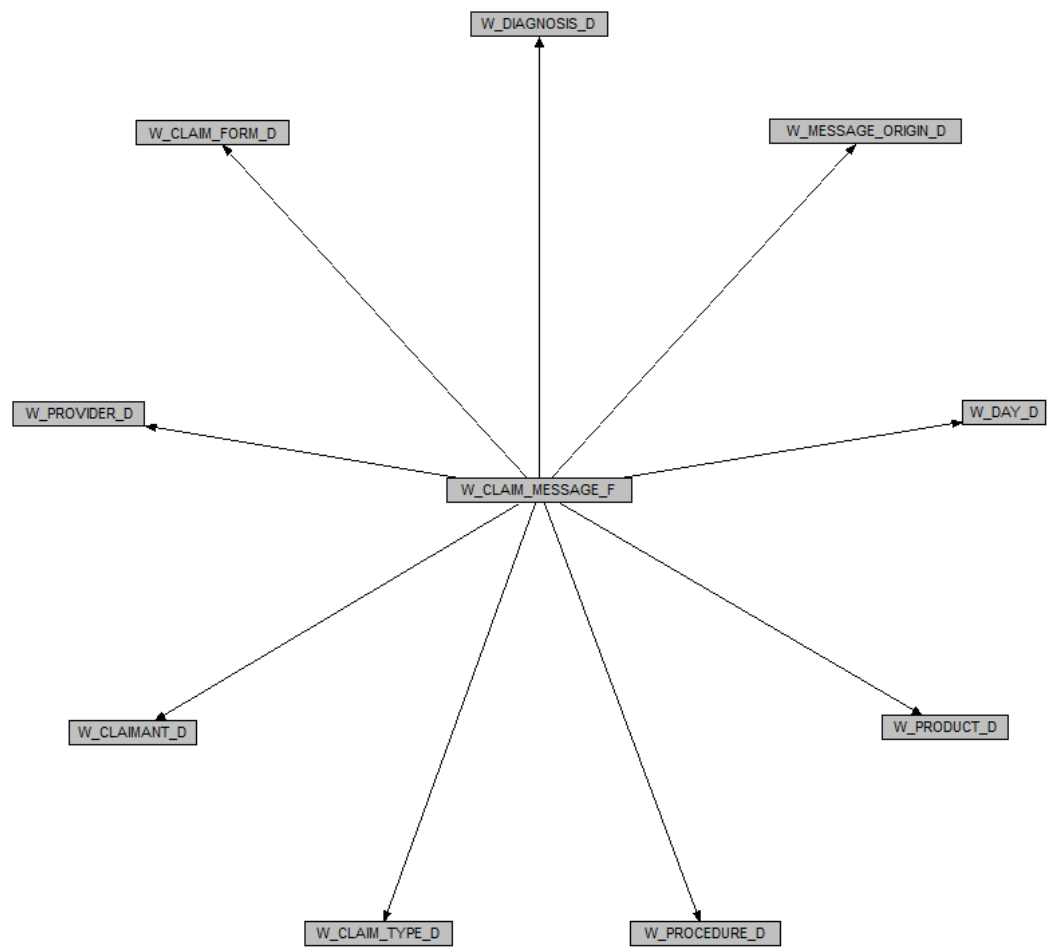 W_DIAGNOSIS_D
W_CLAIM_FORM_D
W_MESSAGE_ORIGIN_D
W_PROVIDER_D
W_DAY_D
W_CLAIM_MESSAGE_F
W_CLAIMANT_D
W_PRODUCT_D
W_CLAIM_TYPE_D
W_PROCEDURE_D